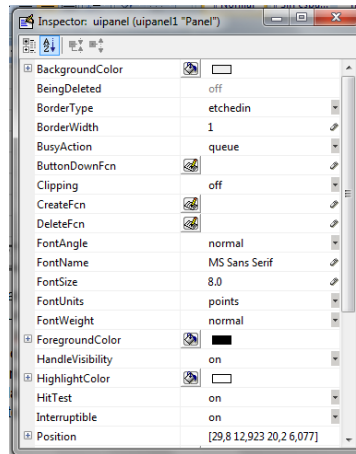 Inspector: uipanel (uipanel1 "Panel")
BackgroundColor
BeingDeleted off
BorderType etchedin
BorderWidth 1
BusyAction queue
ButtonDownFcn
Clipping off
CreateFcn
DeleteFcn
FontAngle normal
FontName MS Sans Serif
FontSize 8.0
FontUnits points
FontWeight normal
ForegroundColor
HandleVisibility on
HighlightColor
HitTest on
Interruptible on
Position [29,8 12,923 20,2 6,077]